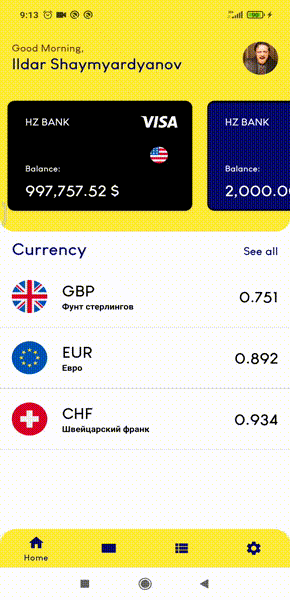 9:13
Good Morning,
Ildar Shaymyardyanov
HZ BANK
VISA
Balance:
997,757.52 $
HZ BANK
Balance:
2,000.0
Currency
See all
GBP
Фунт стерлингов
0.751
EUR
Евро
0.892
CHF
Швейцарский франк
0.934
Home